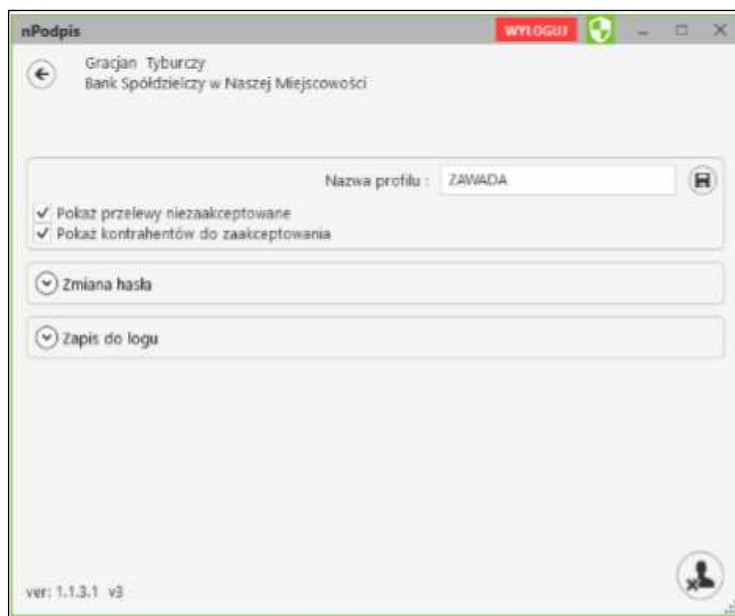 nPodpis WYLOGUJ
Gracjan Tyburczy
Bank Spółdzielczy w Naszej Miejscowości
Nazwa profilu : ZAWADA
Pokaż przelewy niezaakceptowane
Pokaż kontrahentów do zaakceptowania
Zmiana hasła
Zapis do logu
ver: 1.1.3.1 v3